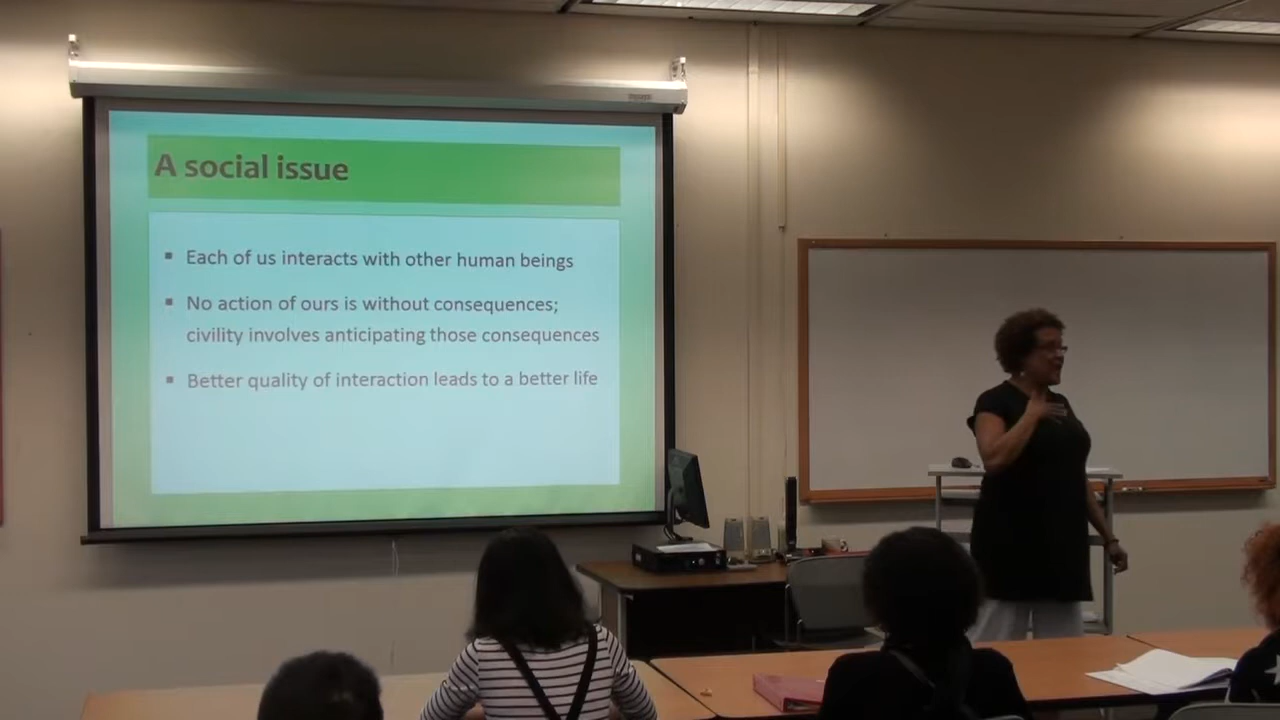 A social issue
▪ Each of us interacts with other human beings
▪ No action of ours is without consequences;
civility involves anticipating those consequences
▪ Better quality of interaction leads to a better life